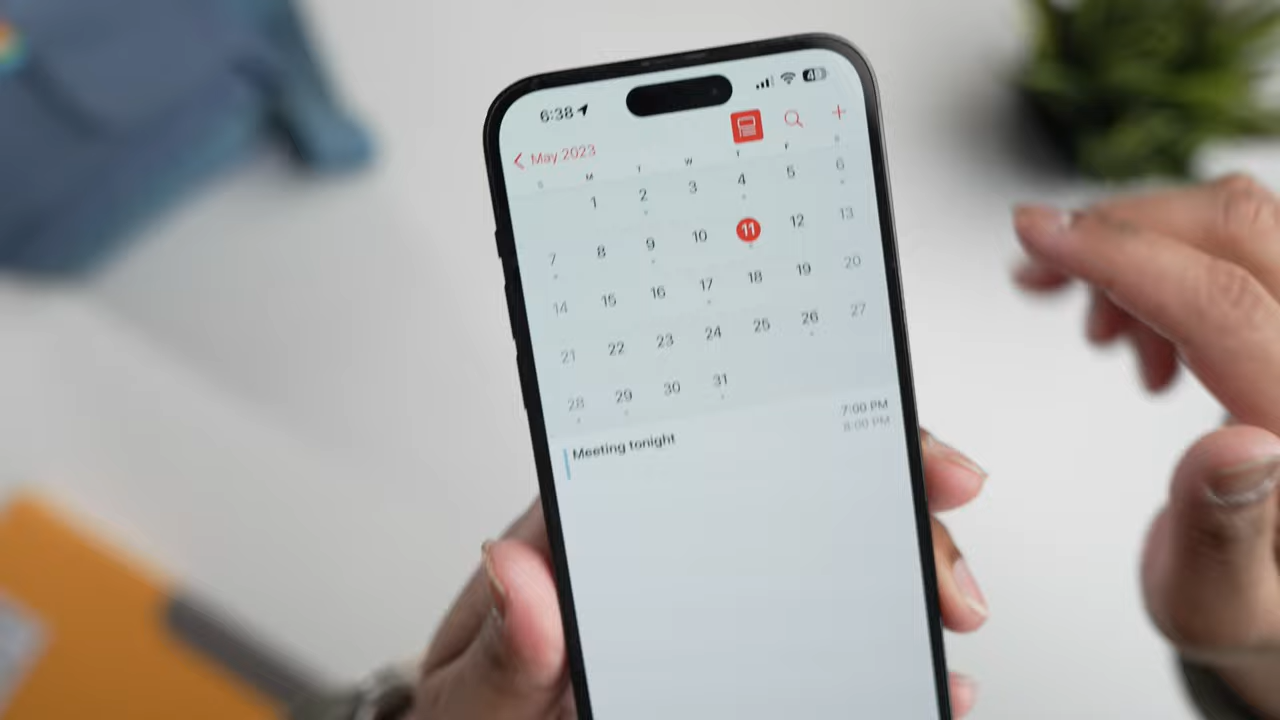 6:38
43
May 2023
S M T W T F S
1 2 3 4 5 6
7 8 9 10 11 12 13
14 15 16 17 18 19 20
21 22 23 24 25 26 27
28 29 30 31
Meeting tonight 7:00 PM
8:00 PM